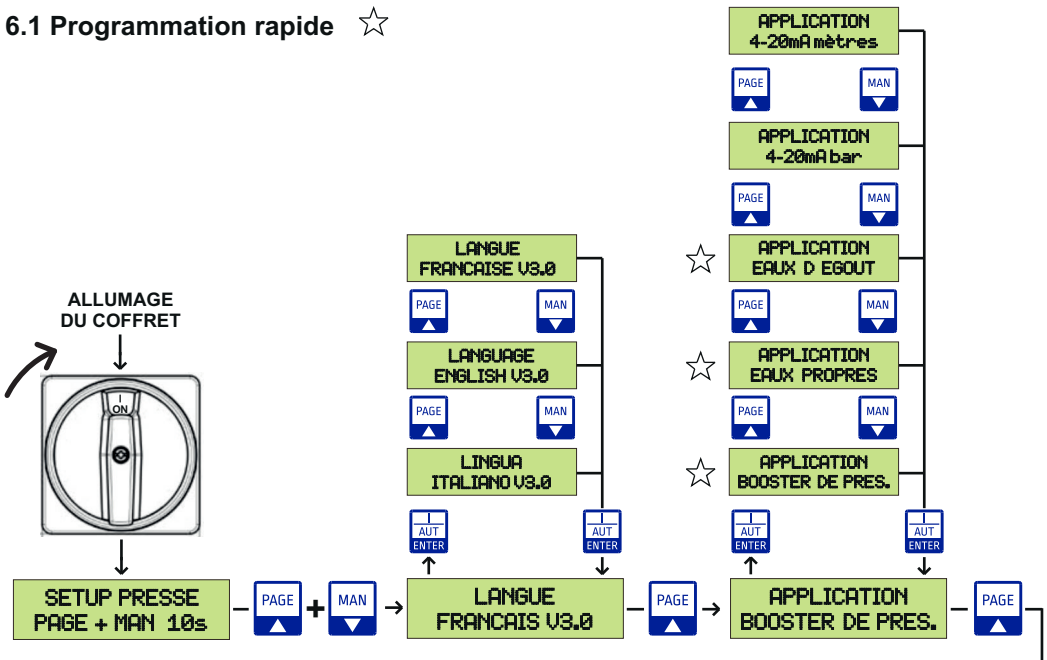 6.1 Programmation rapide
APPLICATION
4-20mA mètres
PAGE
MAN
APPLICATION
4-20mA bar
PAGE
MAN
LANGUE
FRANCAISE V3.0
APPLICATION
EAUX D EGOUT
ALLUMAGE
DU COFFRET
PAGE
MAN
PAGE
MAN
LANGUAGE
ENGLISH V3.0
APPLICATION
EAUX PROPRES
I
ON
PAGE
MAN
PAGE
MAN
LINGUA
ITALIANO V3.0
APPLICATION
BOOSTER DE PRES.
I
AUT
ENTER
I
AUT
ENTER
I
AUT
ENTER
I
AUT
ENTER
SETUP PRESSE
PAGE + MAN 10s
PAGE
+
MAN
LANGUE
FRANCAIS V3.0
PAGE
APPLICATION
BOOSTER DE PRES.
PAGE